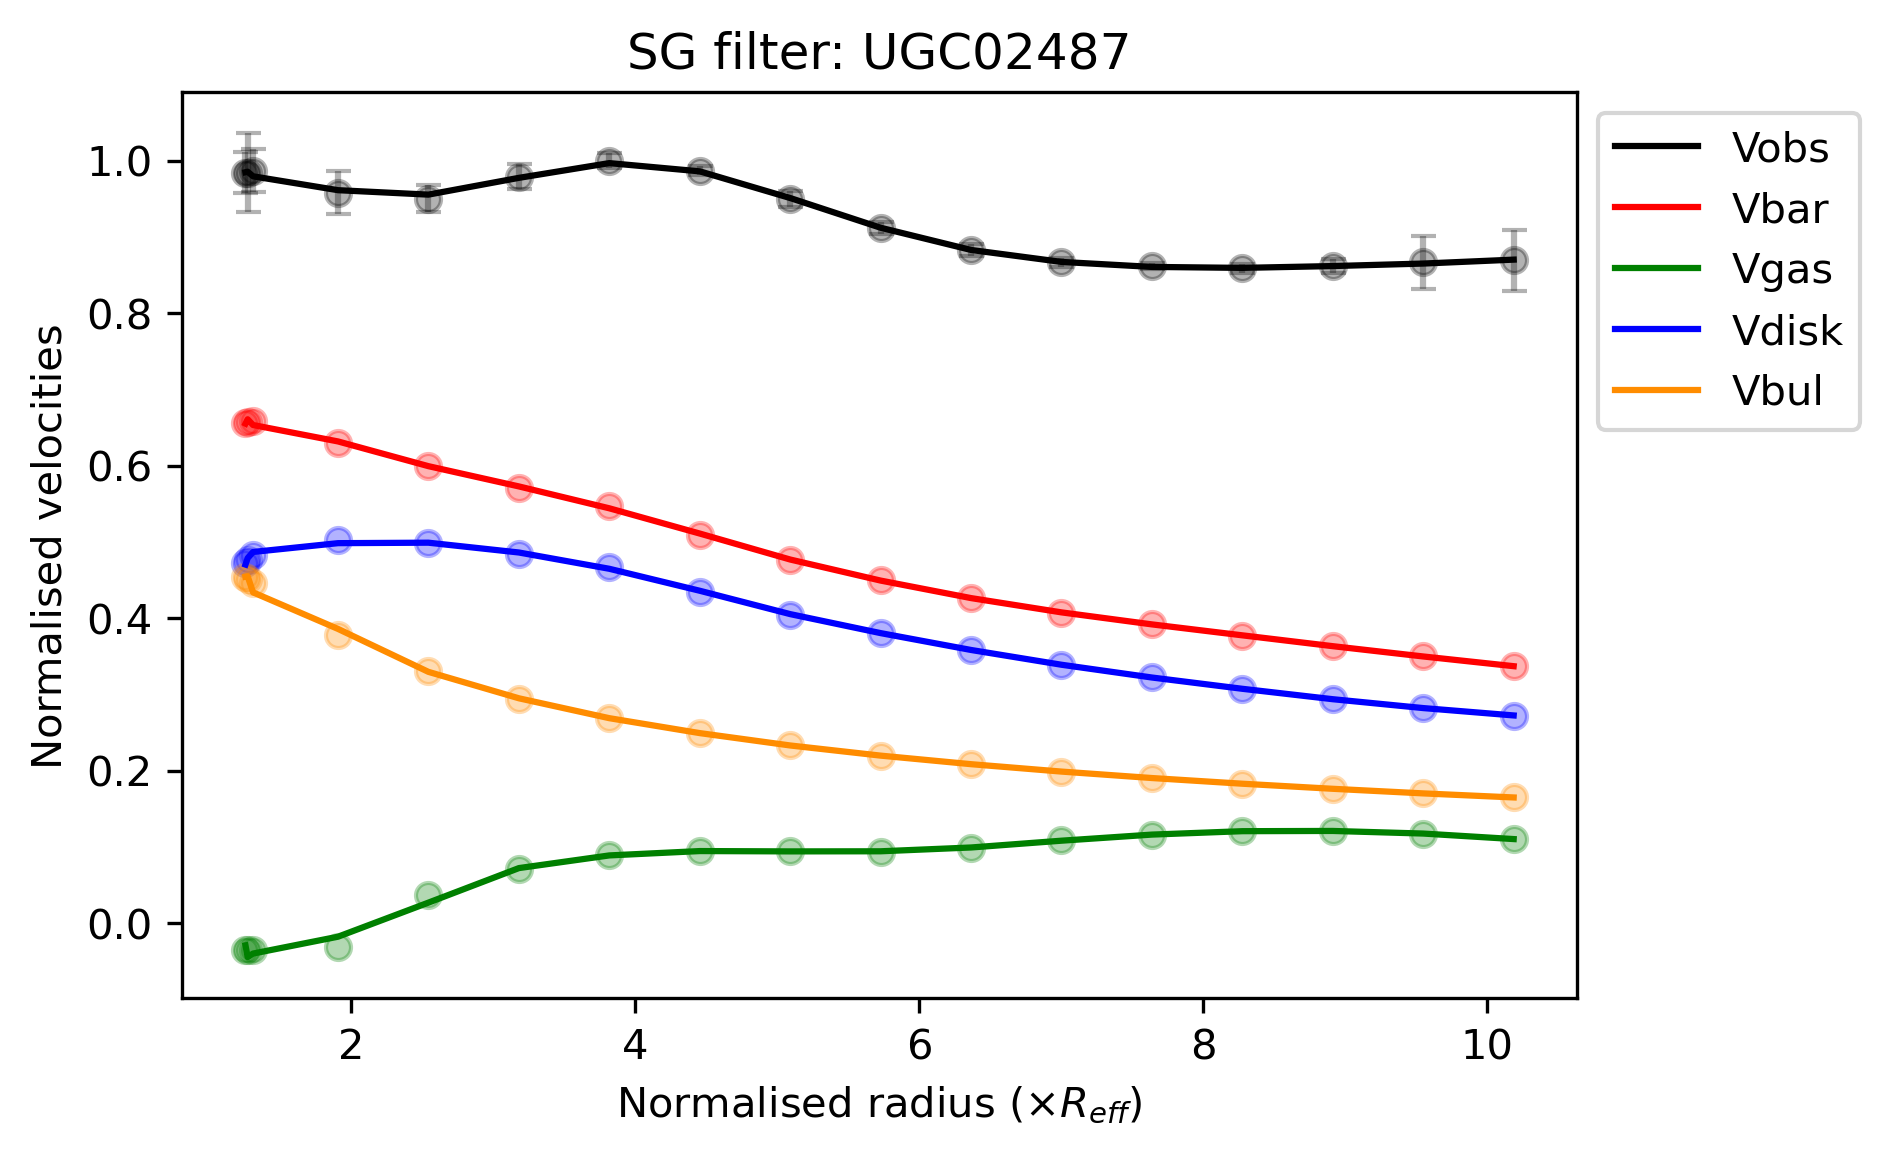 SG filter: UGC02487
Normalised velocities
1.0
0.8
0.6
0.4
0.2
0.0
2 4 6 8 10
Normalised radius (×R_eff)
Vobs
Vbar
Vgas
Vdisk
Vbul